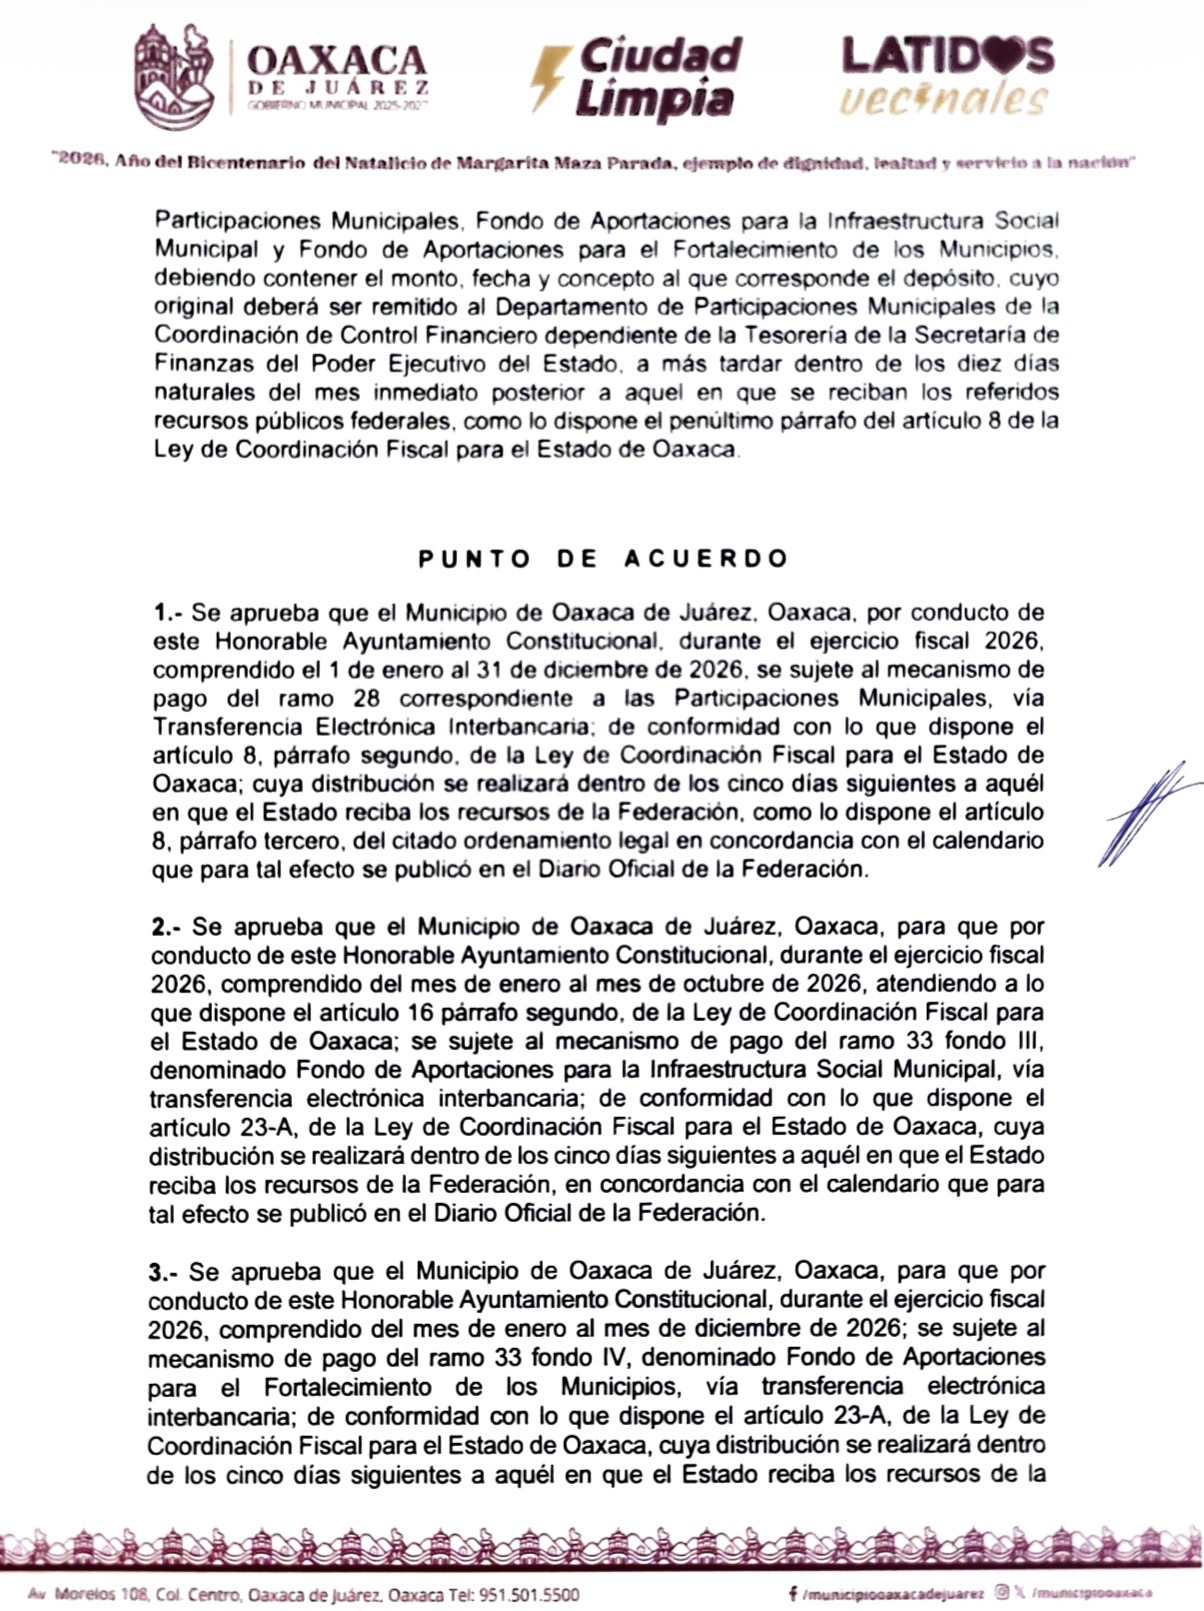 OAXACA
DE JUÁREZ
GOBIERNO MUNICIPAL 2025-2027
Ciudad
Limpia
LATIDOS
vecinales
"2026, Año del Bicentenario del Natalicio de Margarita Maza Parada, ejemplo de dignidad, lealtad y servicio a la nación"
Participaciones Municipales, Fondo de Aportaciones para la Infraestructura Social
Municipal y Fondo de Aportaciones para el Fortalecimiento de los Municipios,
debiendo contener el monto, fecha y concepto al que corresponde el depósito, cuyo
original deberá ser remitido al Departamento de Participaciones Municipales de la
Coordinación de Control Financiero dependiente de la Tesorería de la Secretaría de
Finanzas del Poder Ejecutivo del Estado, a más tardar dentro de los diez días
naturales del mes inmediato posterior a aquel en que se reciban los referidos
recursos públicos federales, como lo dispone el penúltimo párrafo del artículo 8 de la
Ley de Coordinación Fiscal para el Estado de Oaxaca.
PUNTO DE ACUERDO
1.- Se aprueba que el Municipio de Oaxaca de Juárez, Oaxaca, por conducto de
este Honorable Ayuntamiento Constitucional, durante el ejercicio fiscal 2026,
comprendido el 1 de enero al 31 de diciembre de 2026, se sujete al mecanismo de
pago del ramo 28 correspondiente a las Participaciones Municipales, vía
Transferencia Electrónica Interbancaria; de conformidad con lo que dispone el
artículo 8, párrafo segundo, de la Ley de Coordinación Fiscal para el Estado de
Oaxaca; cuya distribución se realizará dentro de los cinco días siguientes a aquél
en que el Estado reciba los recursos de la Federación, como lo dispone el artículo
8, párrafo tercero, del citado ordenamiento legal en concordancia con el calendario
que para tal efecto se publicó en el Diario Oficial de la Federación.
2.- Se aprueba que el Municipio de Oaxaca de Juárez, Oaxaca, para que por
conducto de este Honorable Ayuntamiento Constitucional, durante el ejercicio fiscal
2026, comprendido del mes de enero al mes de octubre de 2026, atendiendo a lo
que dispone el artículo 16 párrafo segundo, de la Ley de Coordinación Fiscal para
el Estado de Oaxaca; se sujete al mecanismo de pago del ramo 33 fondo III,
denominado Fondo de Aportaciones para la Infraestructura Social Municipal, vía
transferencia electrónica interbancaria; de conformidad con lo que dispone el
artículo 23-A, de la Ley de Coordinación Fiscal para el Estado de Oaxaca, cuya
distribución se realizará dentro de los cinco días siguientes a aquél en que el Estado
reciba los recursos de la Federación, en concordancia con el calendario que para
tal efecto se publicó en el Diario Oficial de la Federación.
3.- Se aprueba que el Municipio de Oaxaca de Juárez, Oaxaca, para que por
conducto de este Honorable Ayuntamiento Constitucional, durante el ejercicio fiscal
2026, comprendido del mes de enero al mes de diciembre de 2026; se sujete al
mecanismo de pago del ramo 33 fondo IV, denominado Fondo de Aportaciones
para el Fortalecimiento de los Municipios, vía transferencia electrónica
interbancaria; de conformidad con lo que dispone el artículo 23-A, de la Ley de
Coordinación Fiscal para el Estado de Oaxaca, cuya distribución se realizará dentro
de los cinco días siguientes a aquél en que el Estado reciba los recursos de la
Av. Morelos 108, Col. Centro, Oaxaca de Juárez, Oaxaca Tel: 951.501.5500
/municipiooaxacadejuarez /municipiooaxaca